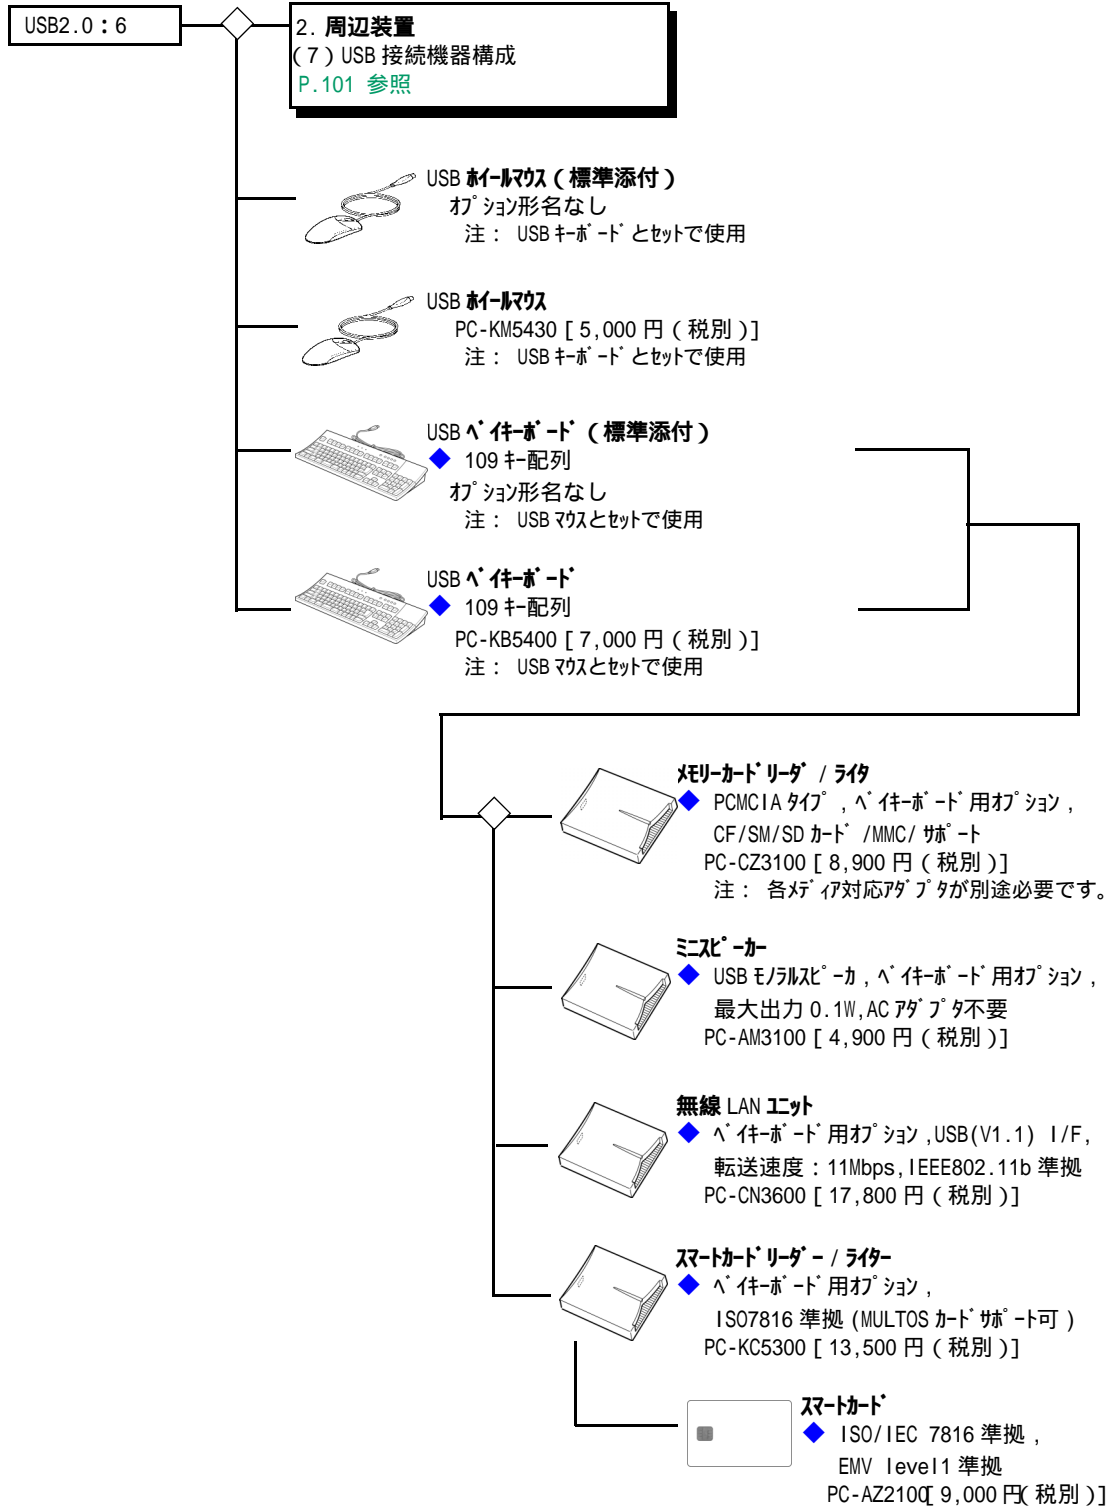 USB2.0：6
2. 周辺装置
（７）USB 接続機器構成
P.101 参照
USB ﾎｲｰﾙﾏｳｽ（標準添付）
ｵﾌﾟｼｮﾝ形名なし
注： USB ｷｰﾎﾞｰﾄﾞとｾｯﾄで使用
USB ﾎｲｰﾙﾏｳｽ
PC-KM5430 [ 5,000 円（税別）]
注： USB ｷｰﾎﾞｰﾄﾞとｾｯﾄで使用
USB ﾍﾞｲｷｰﾎﾞｰﾄﾞ（標準添付）
◆ 109 ｷｰ配列
ｵﾌﾟｼｮﾝ形名なし
注： USB ﾏｳｽとｾｯﾄで使用
USB ﾍﾞｲｷｰﾎﾞｰﾄﾞ
◆ 109 ｷｰ配列
PC-KB5400 [ 7,000 円（税別）]
注： USB ﾏｳｽとｾｯﾄで使用
ﾒﾓﾘｰｶｰﾄﾞﾘｰﾀﾞ / ﾗｲﾀ
◆ PCMCIA ﾀｲﾌﾟ，ﾍﾞｲｷｰﾎﾞｰﾄﾞ用ｵﾌﾟｼｮﾝ，
CF/SM/SD ｶｰﾄﾞ /MMC/ ｻﾎﾟｰﾄ
PC-CZ3100 [ 8,900 円（税別）]
注： 各ﾒﾃﾞｨｱ対応ｱﾀﾞﾌﾟﾀが別途必要です。
ﾐﾆｽﾋﾟｰｶｰ
◆ USB ﾓﾉﾗﾙｽﾋﾟｰｶ，ﾍﾞｲｷｰﾎﾞｰﾄﾞ用ｵﾌﾟｼｮﾝ，
最大出力 0.1W,AC ｱﾀﾞﾌﾟﾀ不要
PC-AM3100 [ 4,900 円（税別）]
無線 LAN ﾕﾆｯﾄ
◆ ﾍﾞｲｷｰﾎﾞｰﾄﾞ用ｵﾌﾟｼｮﾝ,USB(V1.1) I/F,
転送速度：11Mbps,IEEE802.11b 準拠
PC-CN3600 [ 17,800 円（税別）]
ｽﾏｰﾄｶｰﾄﾞﾘｰﾀﾞｰ / ﾗｲﾀｰ
◆ ﾍﾞｲｷｰﾎﾞｰﾄﾞ用ｵﾌﾟｼｮﾝ，
ISO7816 準拠（MULTOS ｶｰﾄﾞｻﾎﾟｰﾄ可）
PC-KC5300 [ 13,500 円（税別）]
ｽﾏｰﾄｶｰﾄﾞ
◆ ISO/IEC 7816 準拠，
EMV level1 準拠
PC-AZ2100[ 9,000 円（税別）]